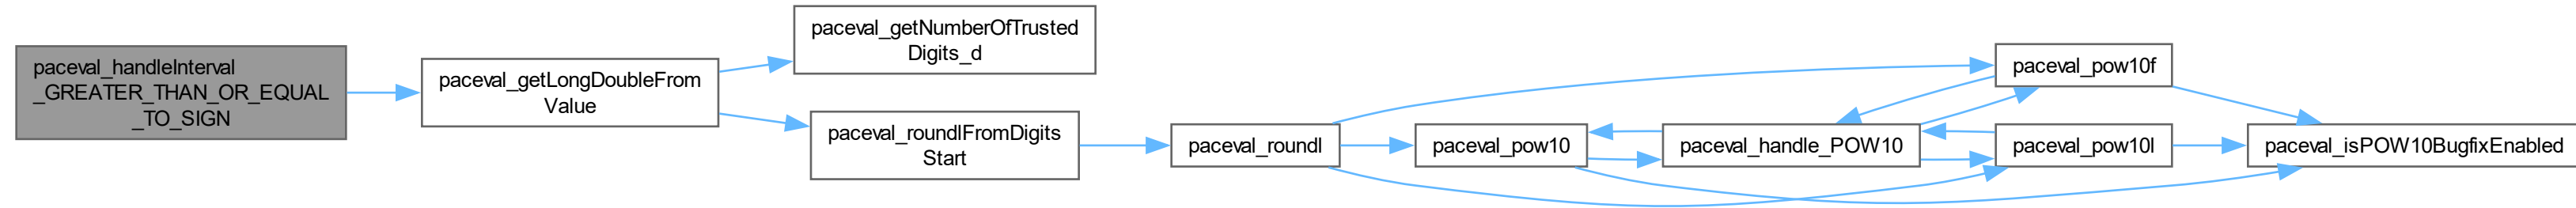 paceval_handleInterval
_GREATER_THAN_OR_EQUAL
_TO_SIGN
paceval_getLongDoubleFrom
Value
paceval_getNumberOfTrusted
Digits_d
paceval_roundlFromDigits
Start
paceval_roundl
paceval_pow10
paceval_handle_POW10
paceval_pow10f
paceval_pow10l
paceval_isPOW10BugfixEnabled